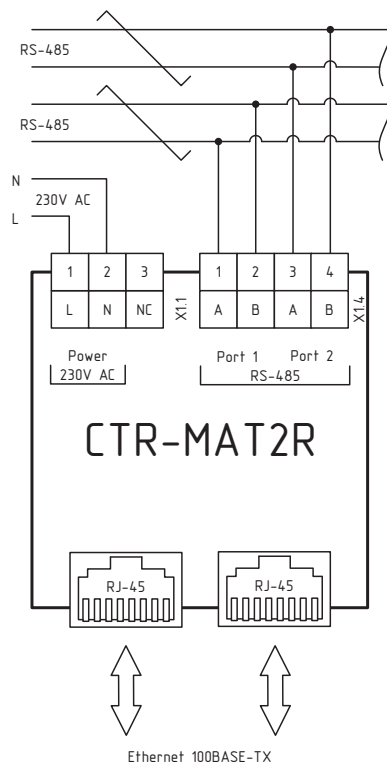 RS-485
RS-485
N
230V AC
L
1 2 3 1 2 3 4
L N NC X1.1 A B A B X1.4
Power Port 1 Port 2
230V AC RS-485
CTR-MAT2R
RJ-45 RJ-45
Ethernet 100BASE-TX